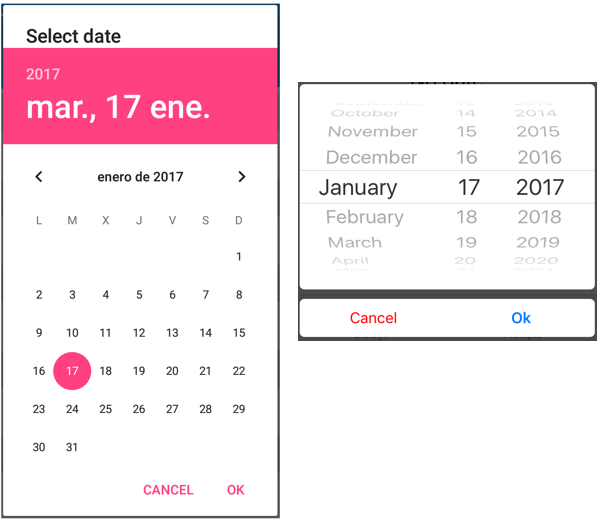 Select date
2017
mar., 17 ene.
enero de 2017
L M X J V S D
1
2 3 4 5 6 7 8
9 10 11 12 13 14 15
16 17 18 19 20 21 22
23 24 25 26 27 28 29
30 31
CANCEL OK
October 14 2014
November 15 2015
December 16 2016
January 17 2017
February 18 2018
March 19 2019
April 20 2020
Cancel Ok